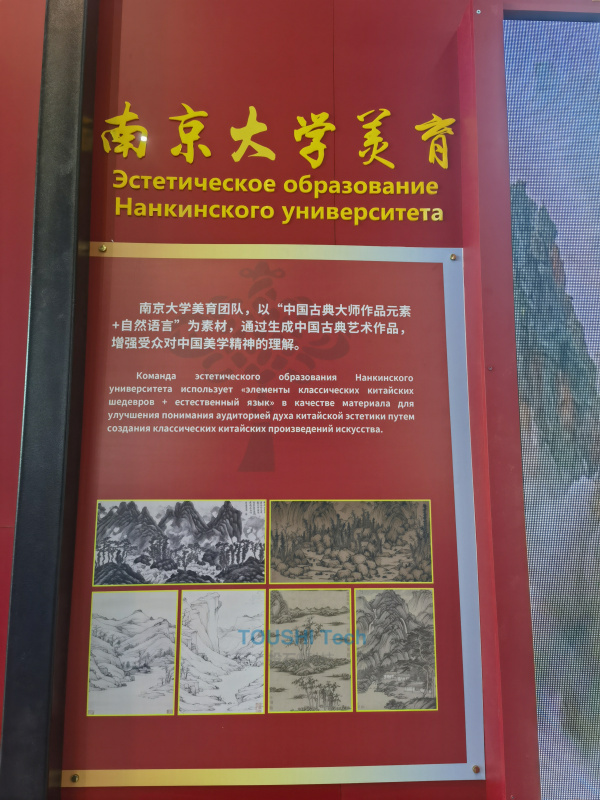 南京大学美育
Эстетическое образование
Нанкинского университета
南京大学美育团队，以“中国古典大师作品元素
+自然语言”为素材，通过生成中国古典艺术作品，
增强受众对中国美学精神的理解。
Команда эстетического образования Нанкинского
университета использует «элементы классических китайских
шедевров + естественный язык» в качестве материала для
улучшения понимания аудиторией духа китайской эстетики путем
создания классических китайских произведений искусства.
TOUSHI Tech